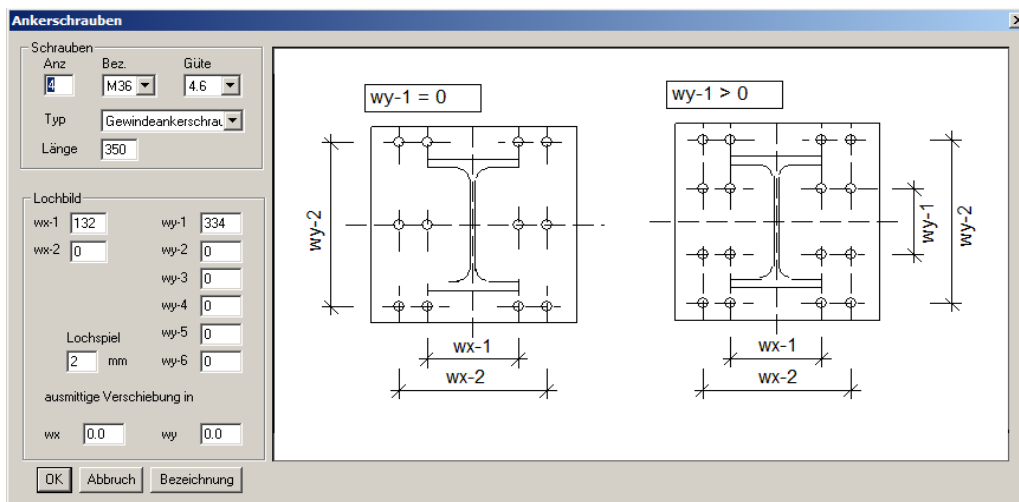 Ankerschrauben
Schrauben
Anz Bez. Güte
4 M36 4.6
Typ Gewindeankerschrau
Länge 350
Lochbild
wx-1 132 wy-1 334
wx-2 0 wy-2 0
wy-3 0
wy-4 0
Lochspiel wy-5 0
2 mm wy-6 0
ausmittige Verschiebung in
wx 0.0 wy 0.0
OK Abbruch Bezeichnung
wy-1 = 0
wy-2
wx-1
wx-2
wy-1 > 0
wy-1
wy-2
wx-1
wx-2